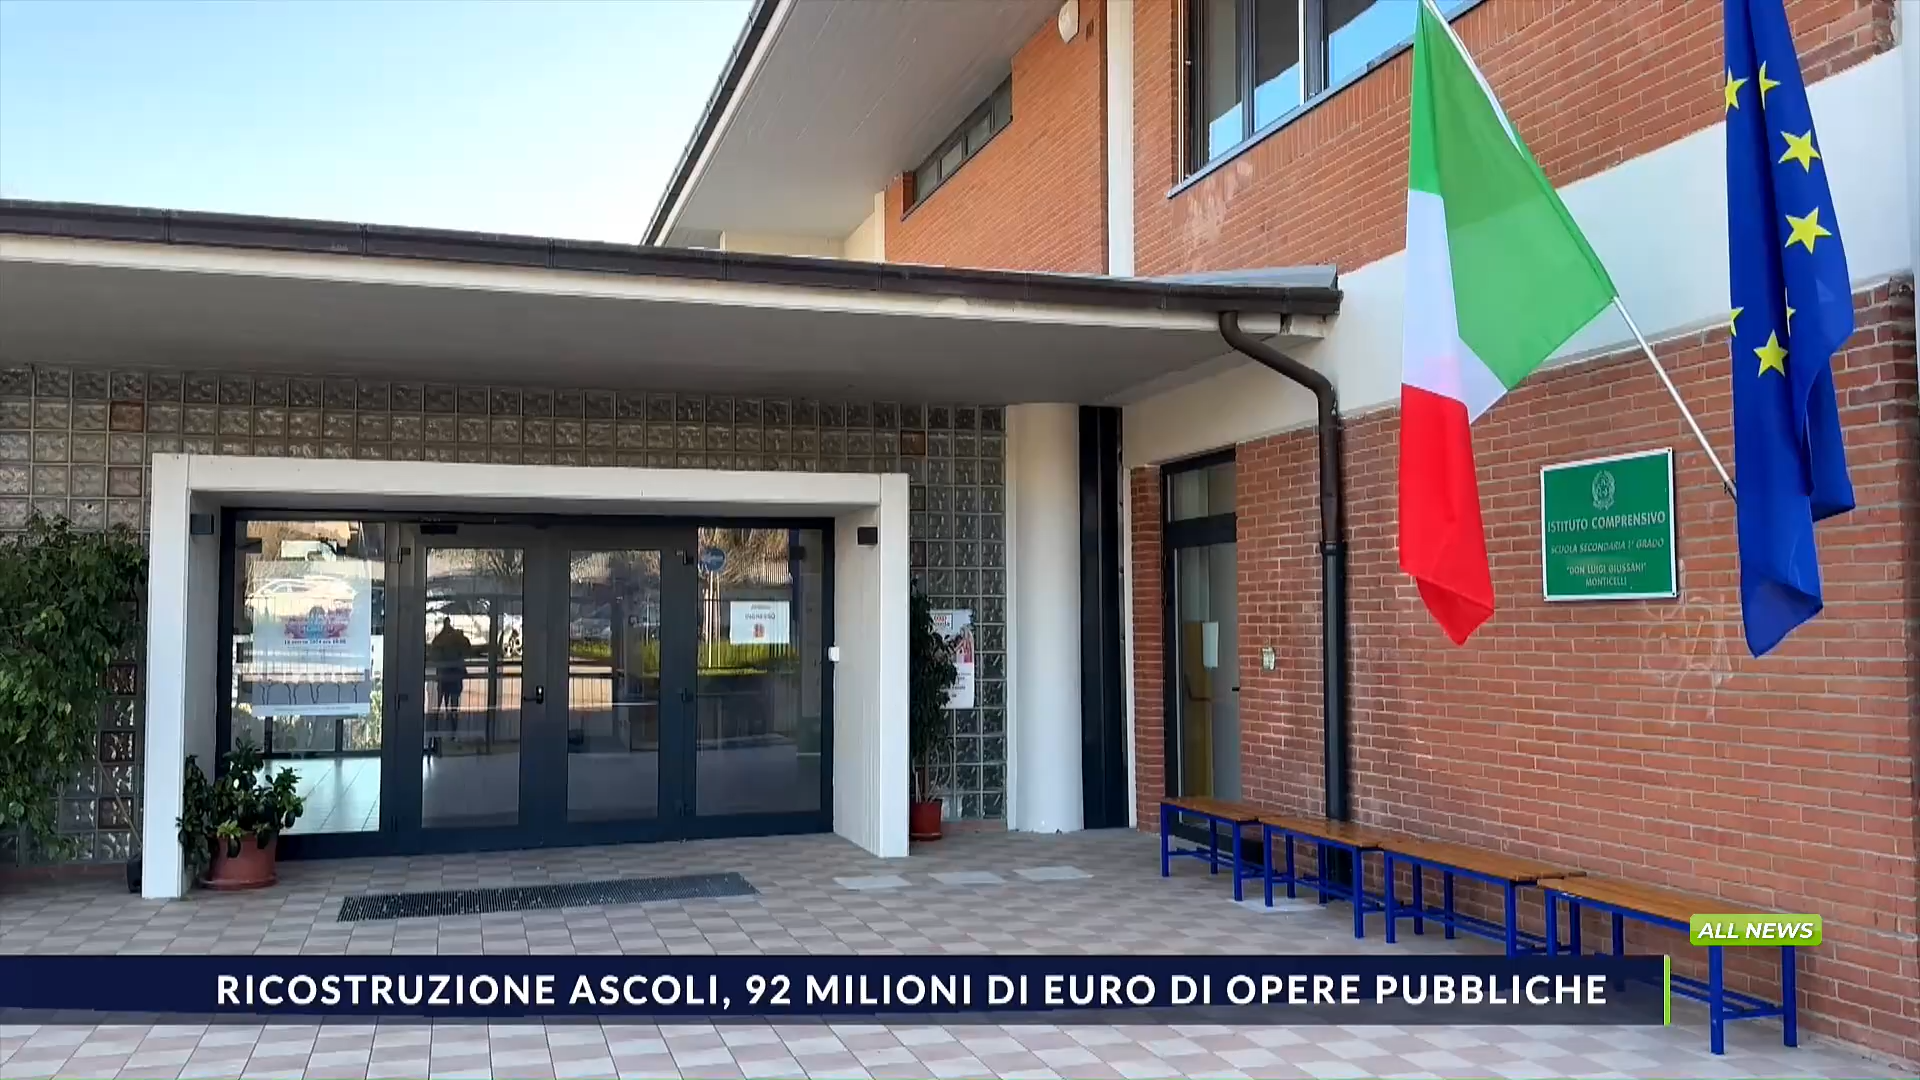 ISTITUTO COMPRENSIVO
SCUOLA SECONDARIA 1° GRADO
"DON LUIGI GIUSSANI"
MONTICELLI
ALL NEWS
RICOSTRUZIONE ASCOLI, 92 MILIONI DI EURO DI OPERE PUBBLICHE